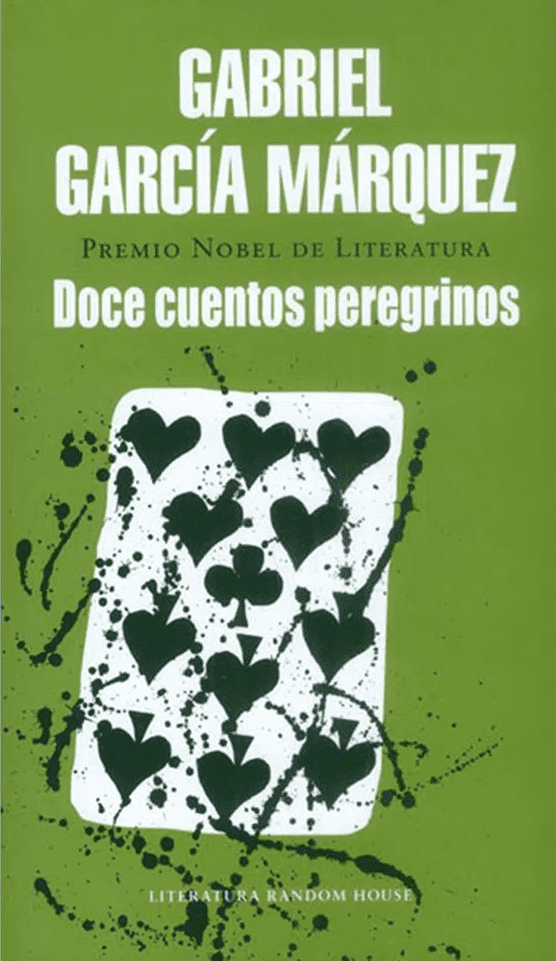 GABRIEL
GARCÍA MÁRQUEZ
PREMIO NOBEL DE LITERATURA
Doce cuentos peregrinos
LITERATURA RANDOM HOUSE